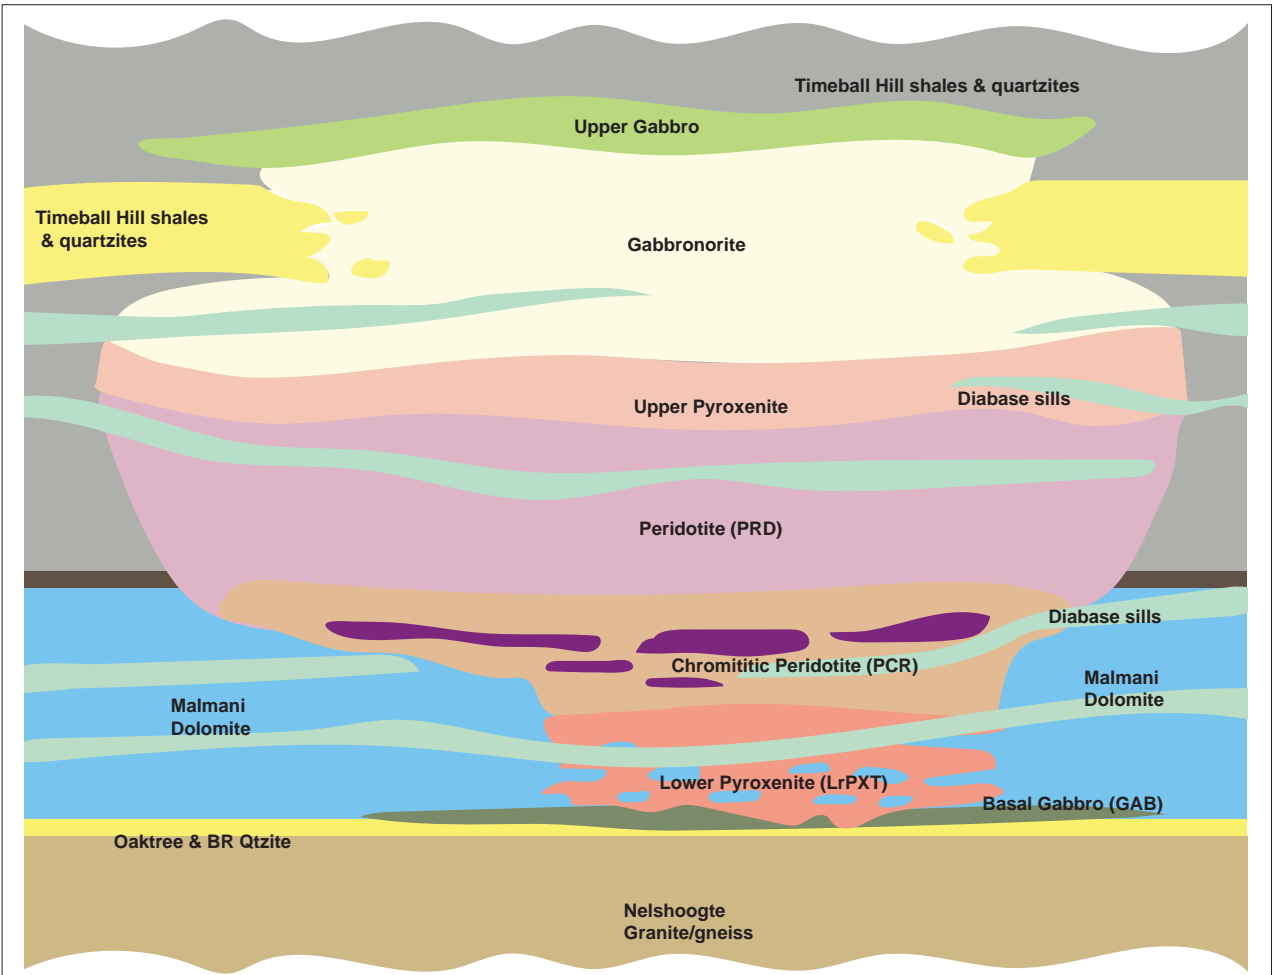 Timeball Hill shales & quartzites
Upper Gabbro
Timeball Hill shales
& quartzites
Gabbronorite
Upper Pyroxenite
Diabase sills
Peridotite (PRD)
Diabase sills
Chromititic Peridotite (PCR)
Malmani
Dolomite
Malmani
Dolomite
Lower Pyroxenite (LrPXT)
Basal Gabbro (GAB)
Oaktree & BR Qtzite
Nelshoogte
Granite/gneiss